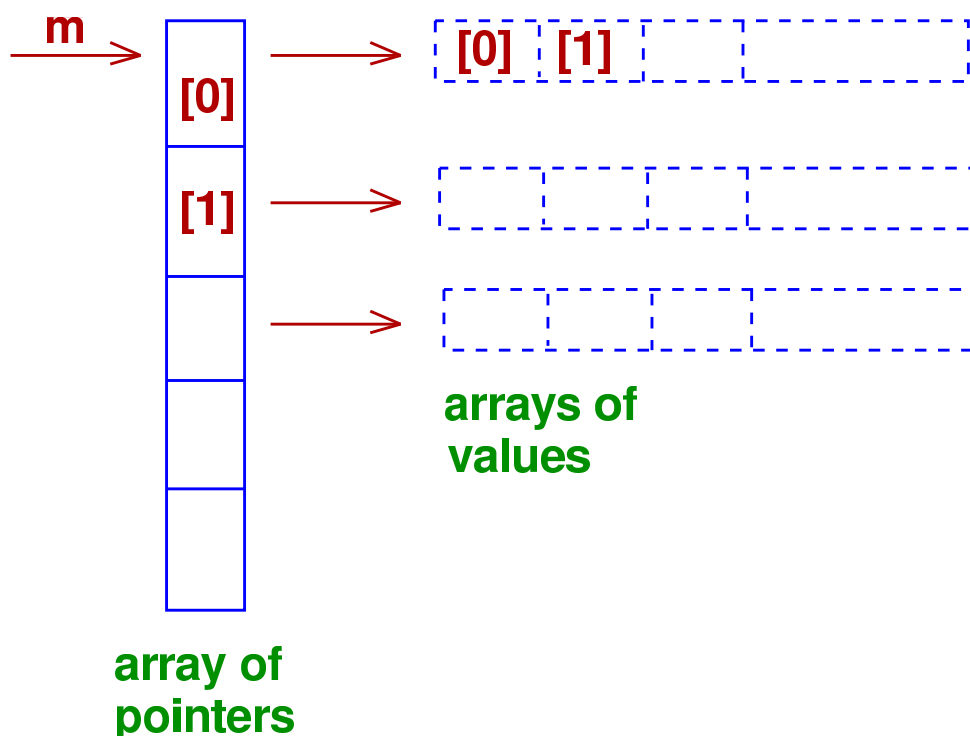 m
[0] [1]
[0]
[1]
arrays of
values
array of
pointers